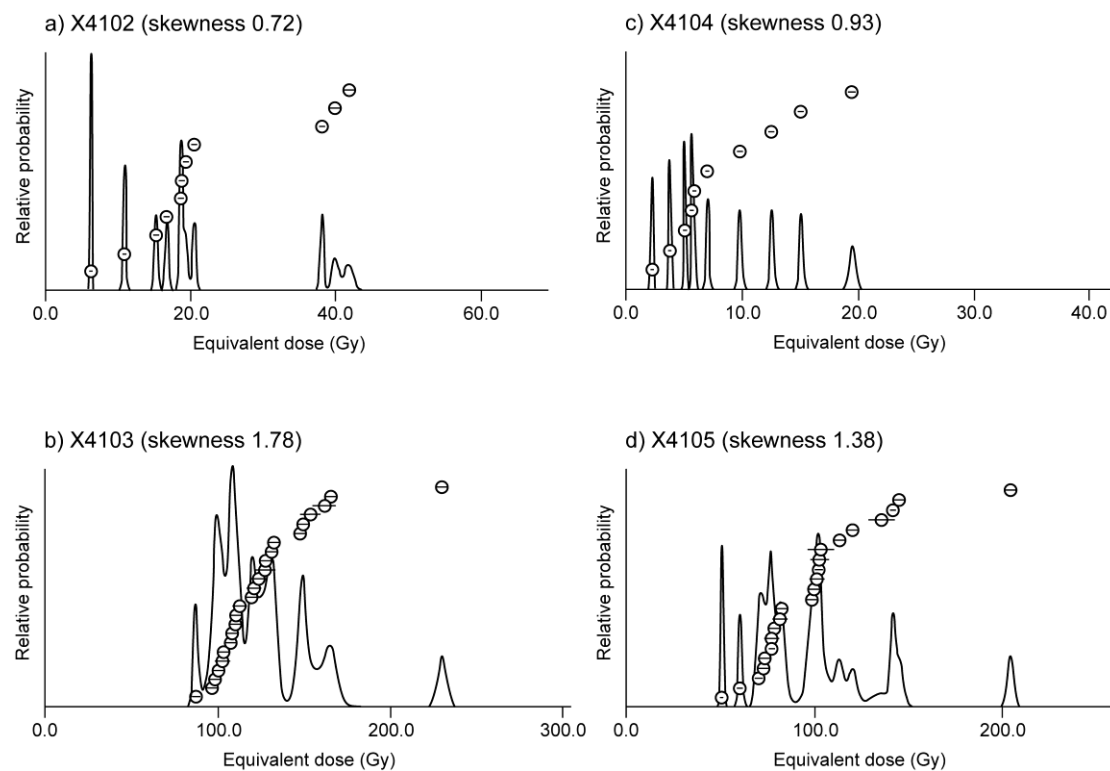 a) X4102 (skewness 0.72)
Relative probability
0.0 20.0 40.0 60.0
Equivalent dose (Gy)
c) X4104 (skewness 0.93)
Relative probability
0.0 10.0 20.0 30.0 40.0
Equivalent dose (Gy)
b) X4103 (skewness 1.78)
Relative probability
0.0 100.0 200.0 300.0
Equivalent dose (Gy)
d) X4105 (skewness 1.38)
Relative probability
0.0 100.0 200.0
Equivalent dose (Gy)